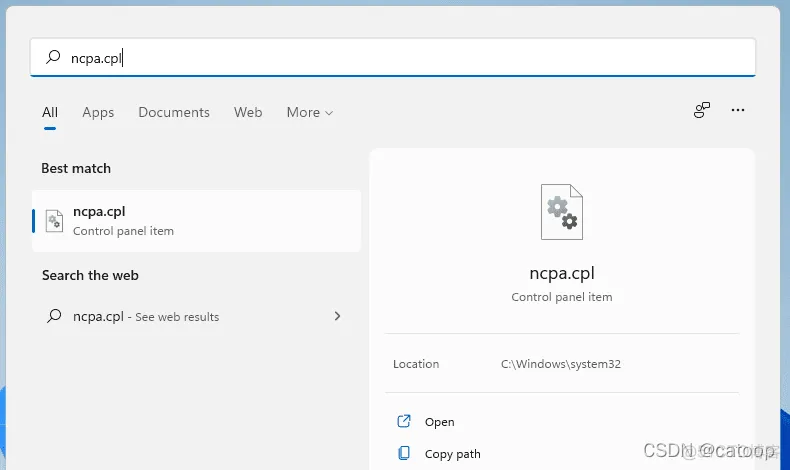 ncpa.cpl
All Apps Documents Web More
Best match
ncpa.cpl
Control panel item
Search the web
ncpa.cpl - See web results
ncpa.cpl
Control panel item
Location C:\Windows\system32
Open
Copy path
CSDN @catoop